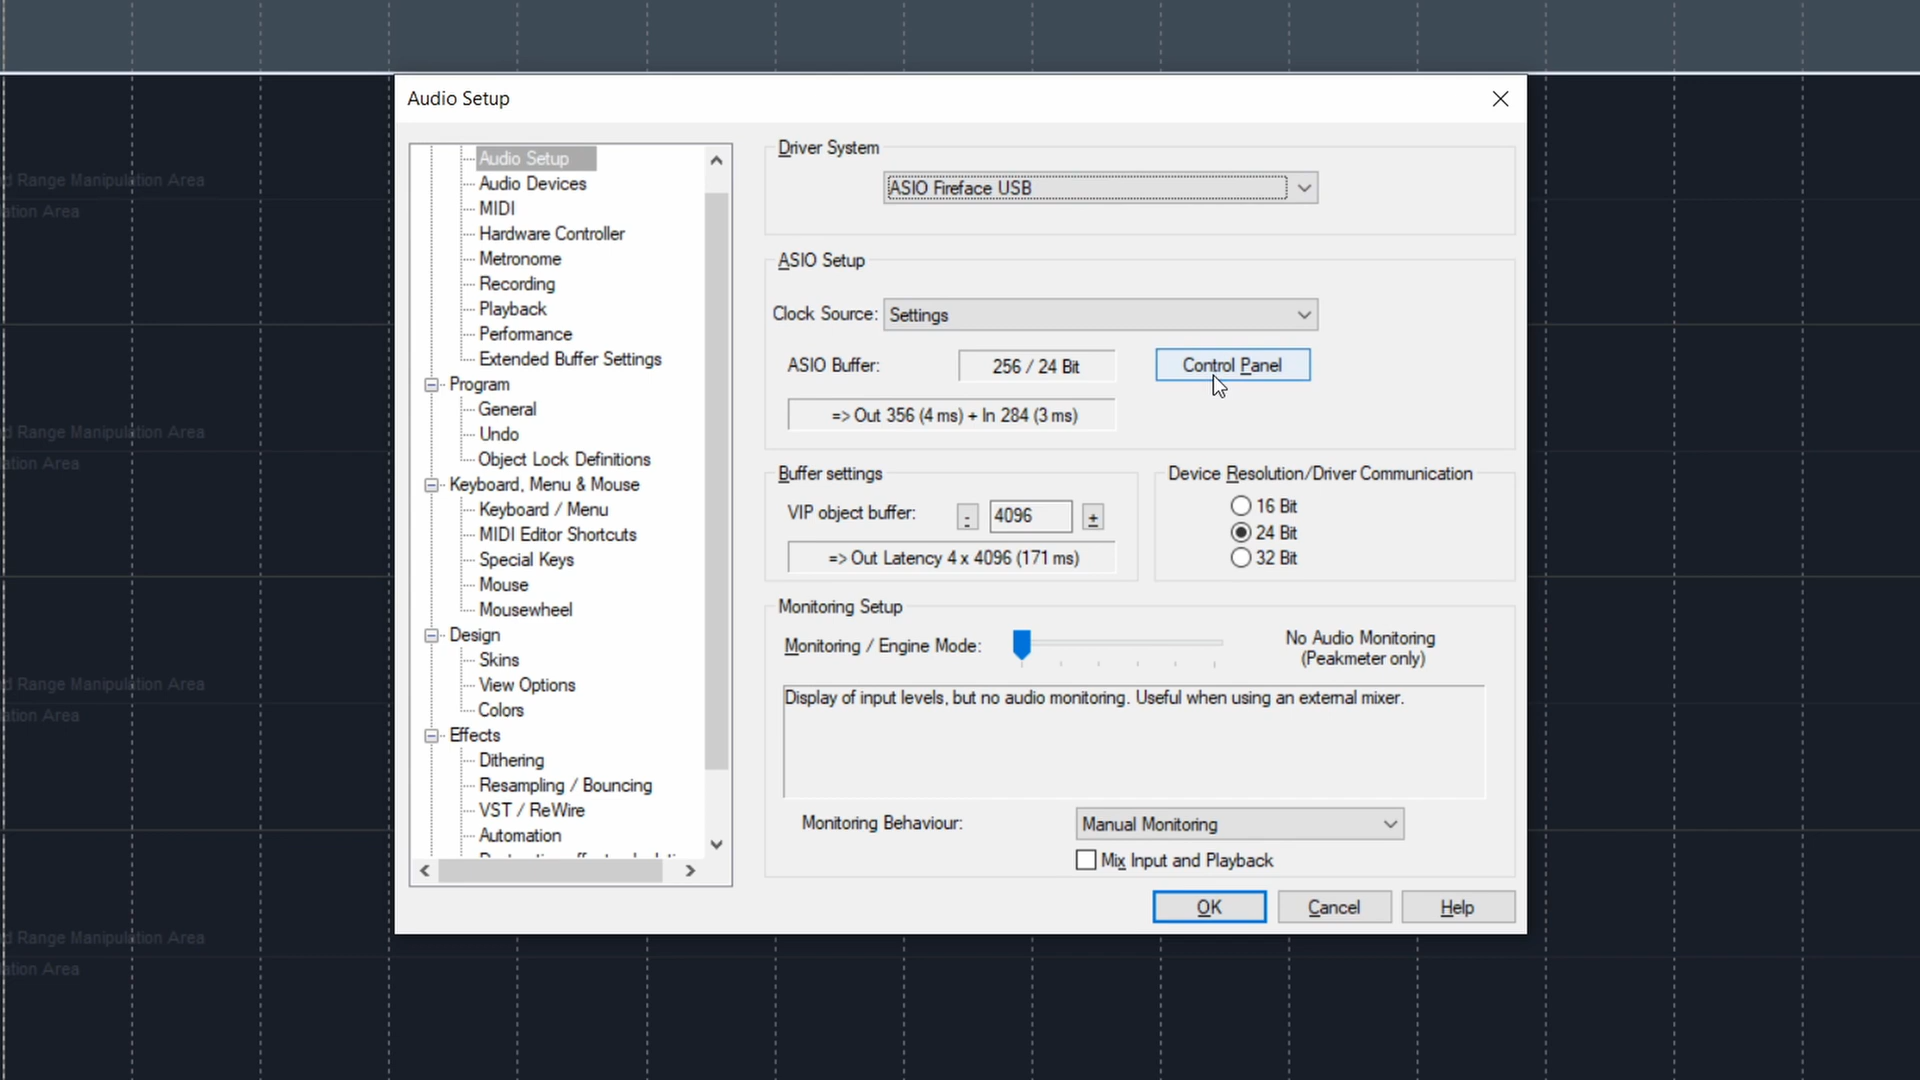 Audio Setup
Audio Setup
Audio Devices
MIDI
Hardware Controller
Metronome
Recording
Playback
Performance
Extended Buffer Settings
Program
General
Undo
Object Lock Definitions
Keyboard, Menu & Mouse
Keyboard / Menu
MIDI Editor Shortcuts
Special Keys
Mouse
Mousewheel
Design
Skins
View Options
Colors
Effects
Dithering
Resampling / Bouncing
VST / ReWire
Automation
Driver System
ASIO Fireface USB
ASIO Setup
Clock Source: Settings
ASIO Buffer: 256 / 24 Bit Control Panel
=> Out 356 (4 ms) + In 284 (3 ms)
Buffer settings
VIP object buffer: - 4096 +
=> Out Latency 4 x 4096 (171 ms)
Device Resolution/Driver Communication
16 Bit
24 Bit
32 Bit
Monitoring Setup
Monitoring / Engine Mode: No Audio Monitoring
(Peakmeter only)
Display of input levels, but no audio monitoring. Useful when using an external mixer.
Monitoring Behaviour: Manual Monitoring
Mix Input and Playback
OK Cancel Help
d Range Manipulation Area
ation Area
d Range Manipulation Area
ation Area
d Range Manipulation Area
ation Area
d Range Manipulation Area
ation Area